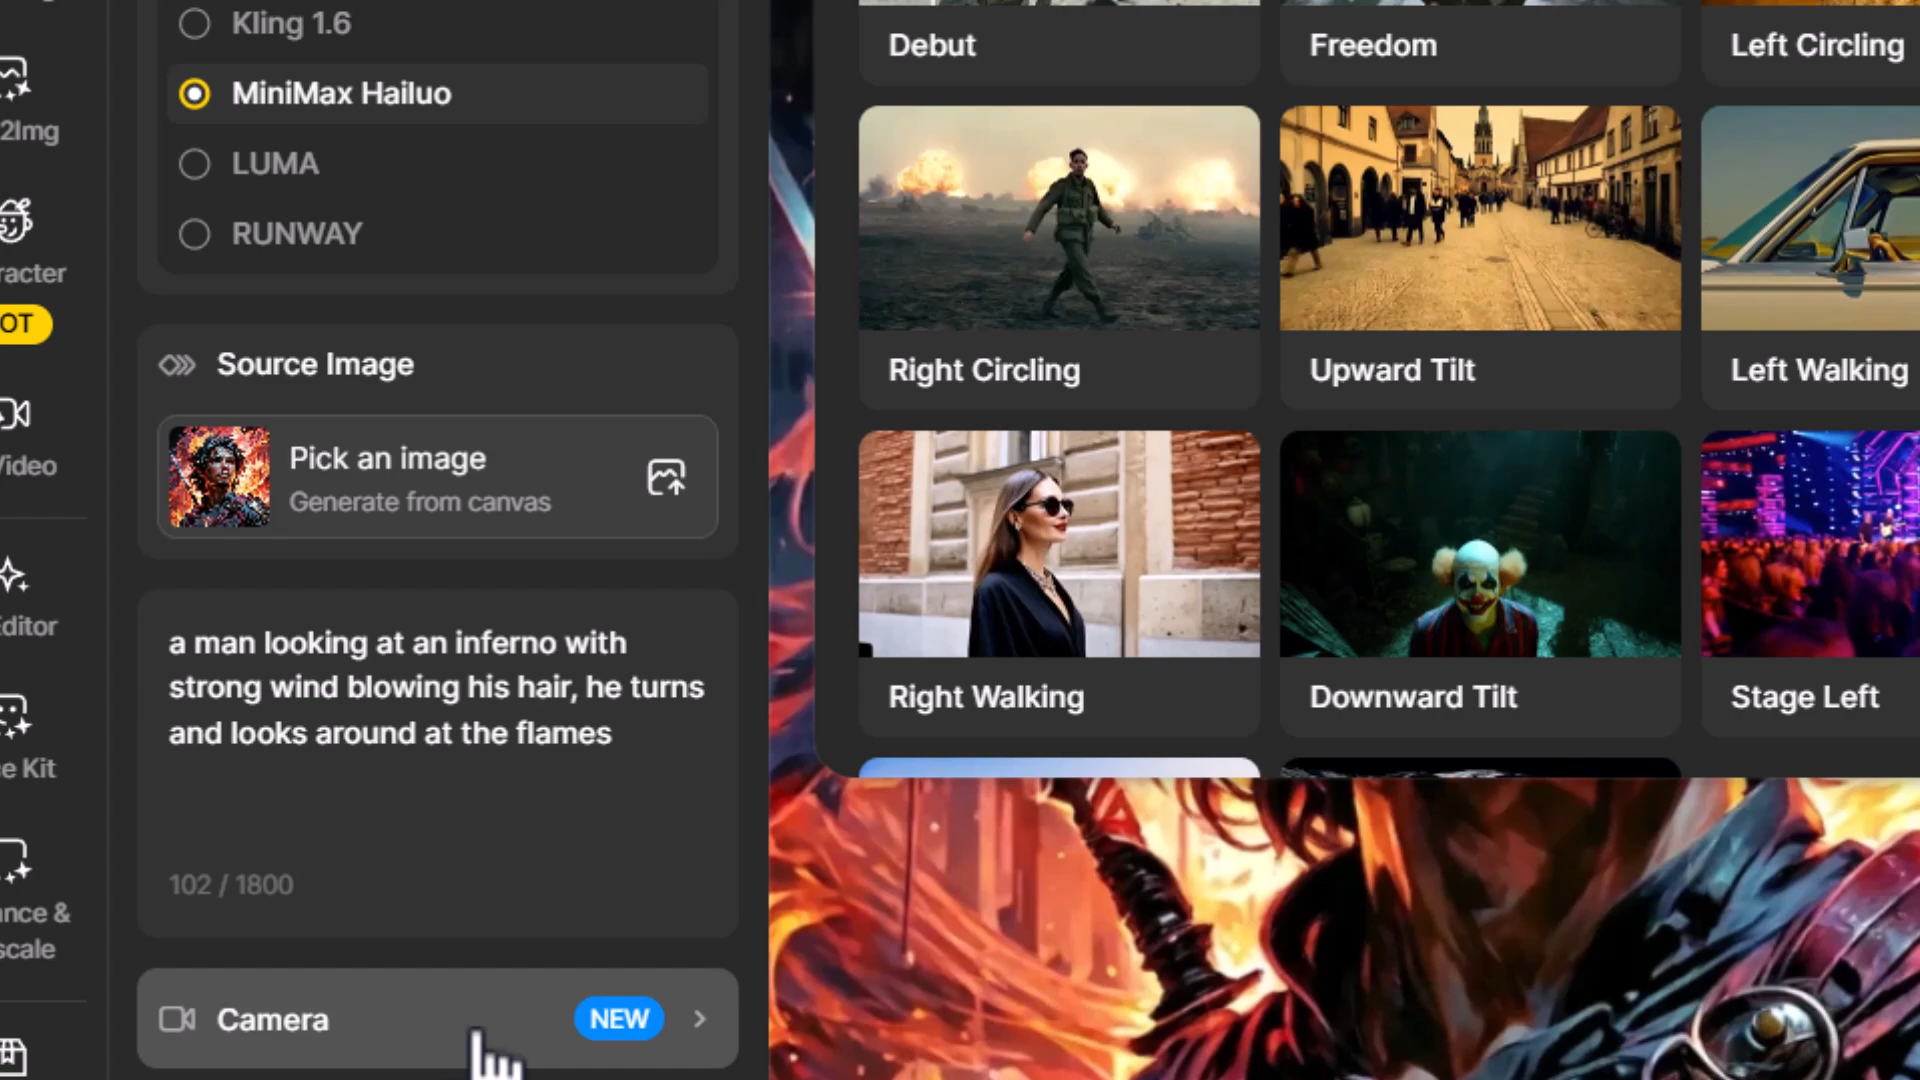 2Img
racter
OT
Video
Editor
e Kit
ance &
scale
Kling 1.6
MiniMax Hailuo
LUMA
RUNWAY
Source Image
Pick an image
Generate from canvas
a man looking at an inferno with
strong wind blowing his hair, he turns
and looks around at the flames
102 / 1800
Camera
NEW
Debut
Freedom
Left Circling
Right Circling
Upward Tilt
Left Walking
Right Walking
Downward Tilt
Stage Left